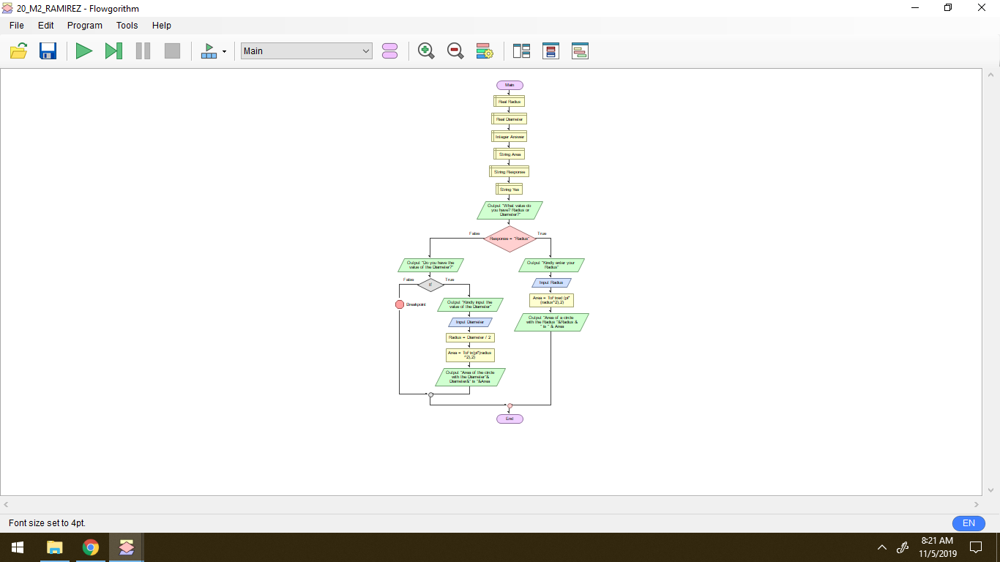 20_M2_RAMIREZ - Flowgorithm
File Edit Program Tools Help
Main
Main
Real Radius
Real Diameter
Integer Answer
String Area
String Response
String Yes
Output "What value do
you have? Radius or
Diameter?"
False
True
Response = "Radius"
Output "Do you have the
value of the Diameter?"
False
True
If
Breakpoint
Output "Kindly input the
value of the Diameter"
Input Diameter
Radius = Diameter / 2
Area = ToFix(pi*(radius
^2),2)
Output "Area of the circle
with the Diameter"&
Diameter&" is "&Area
Output "Kindly enter your
Radius"
Input Radius
Area = ToFixed (pi*
(radius^2),2)
Output "Area of a circle
with the Radius "&Radius &
" is " & Area
End
Font size set to 4pt.
EN
8:21 AM
11/5/2019